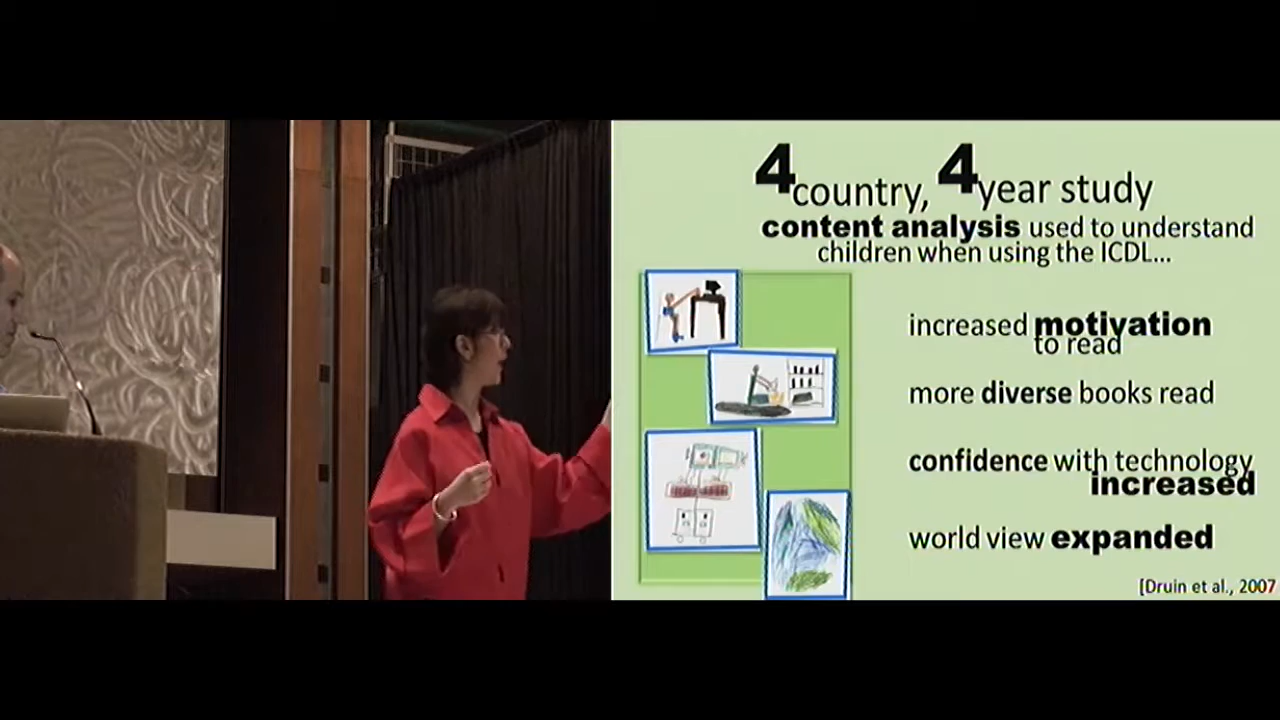 4 country, 4 year study
content analysis used to understand
children when using the ICDL...
increased motivation
to read
more diverse books read
confidence with technology
increased
world view expanded
[Druin et al., 2007